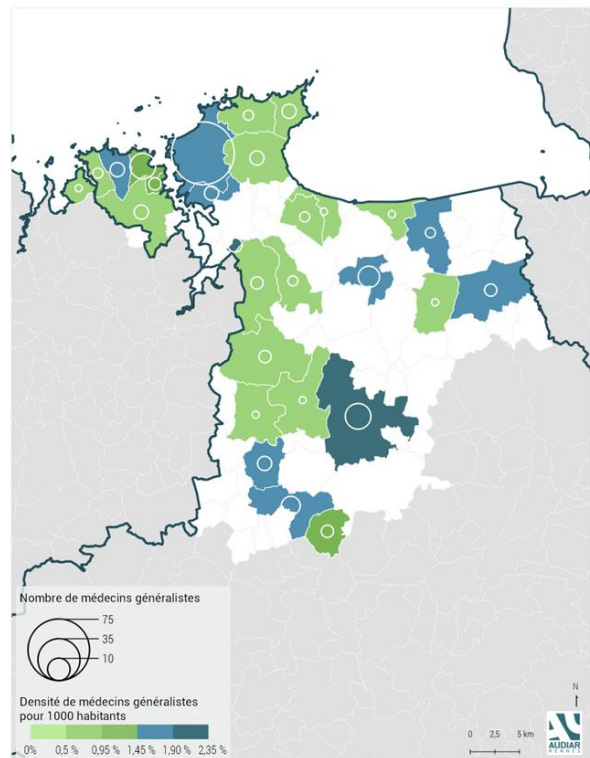 Nombre de médecins généralistes
75
35
10
Densité de médecins généralistes
pour 1000 habitants
0% 0,5 % 0,95 % 1,45 % 1,90 % 2,35 %
N
0 2,5 5 km
AUDIAR
RENNES